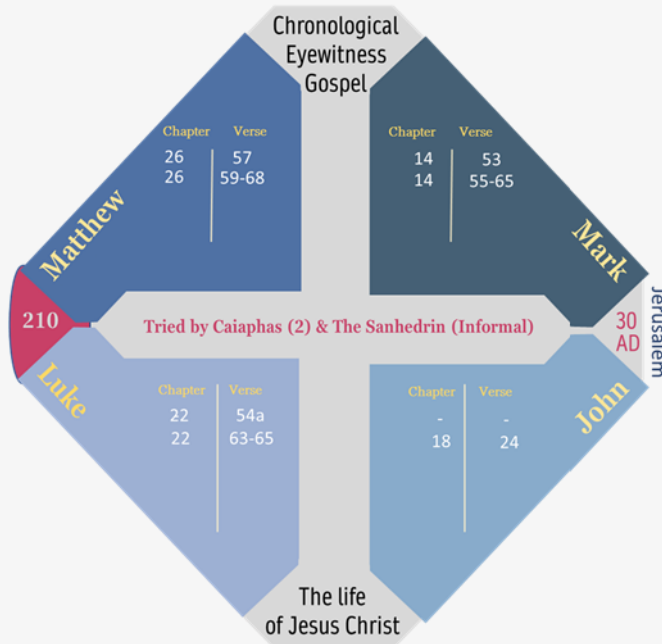 Chronological
Eyewitness
Gospel
Matthew
Chapter Verse
26 57
26 59-68
Mark
Chapter Verse
14 53
14 55-65
210
Tried by Caiaphas (2) & The Sanhedrin (Informal)
30
AD
Jerusalem
Luke
Chapter Verse
22 54a
22 63-65
John
Chapter Verse
- -
18 24
The life
of Jesus Christ